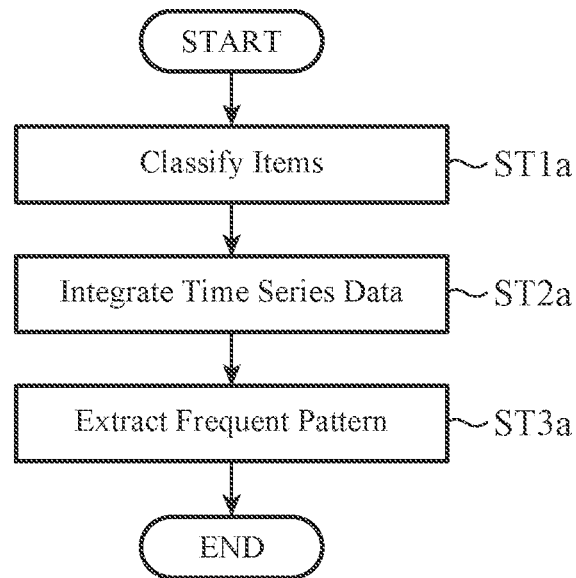 START
Classify Items
ST1a
Integrate Time Series Data
ST2a
Extract Frequent Pattern
ST3a
END